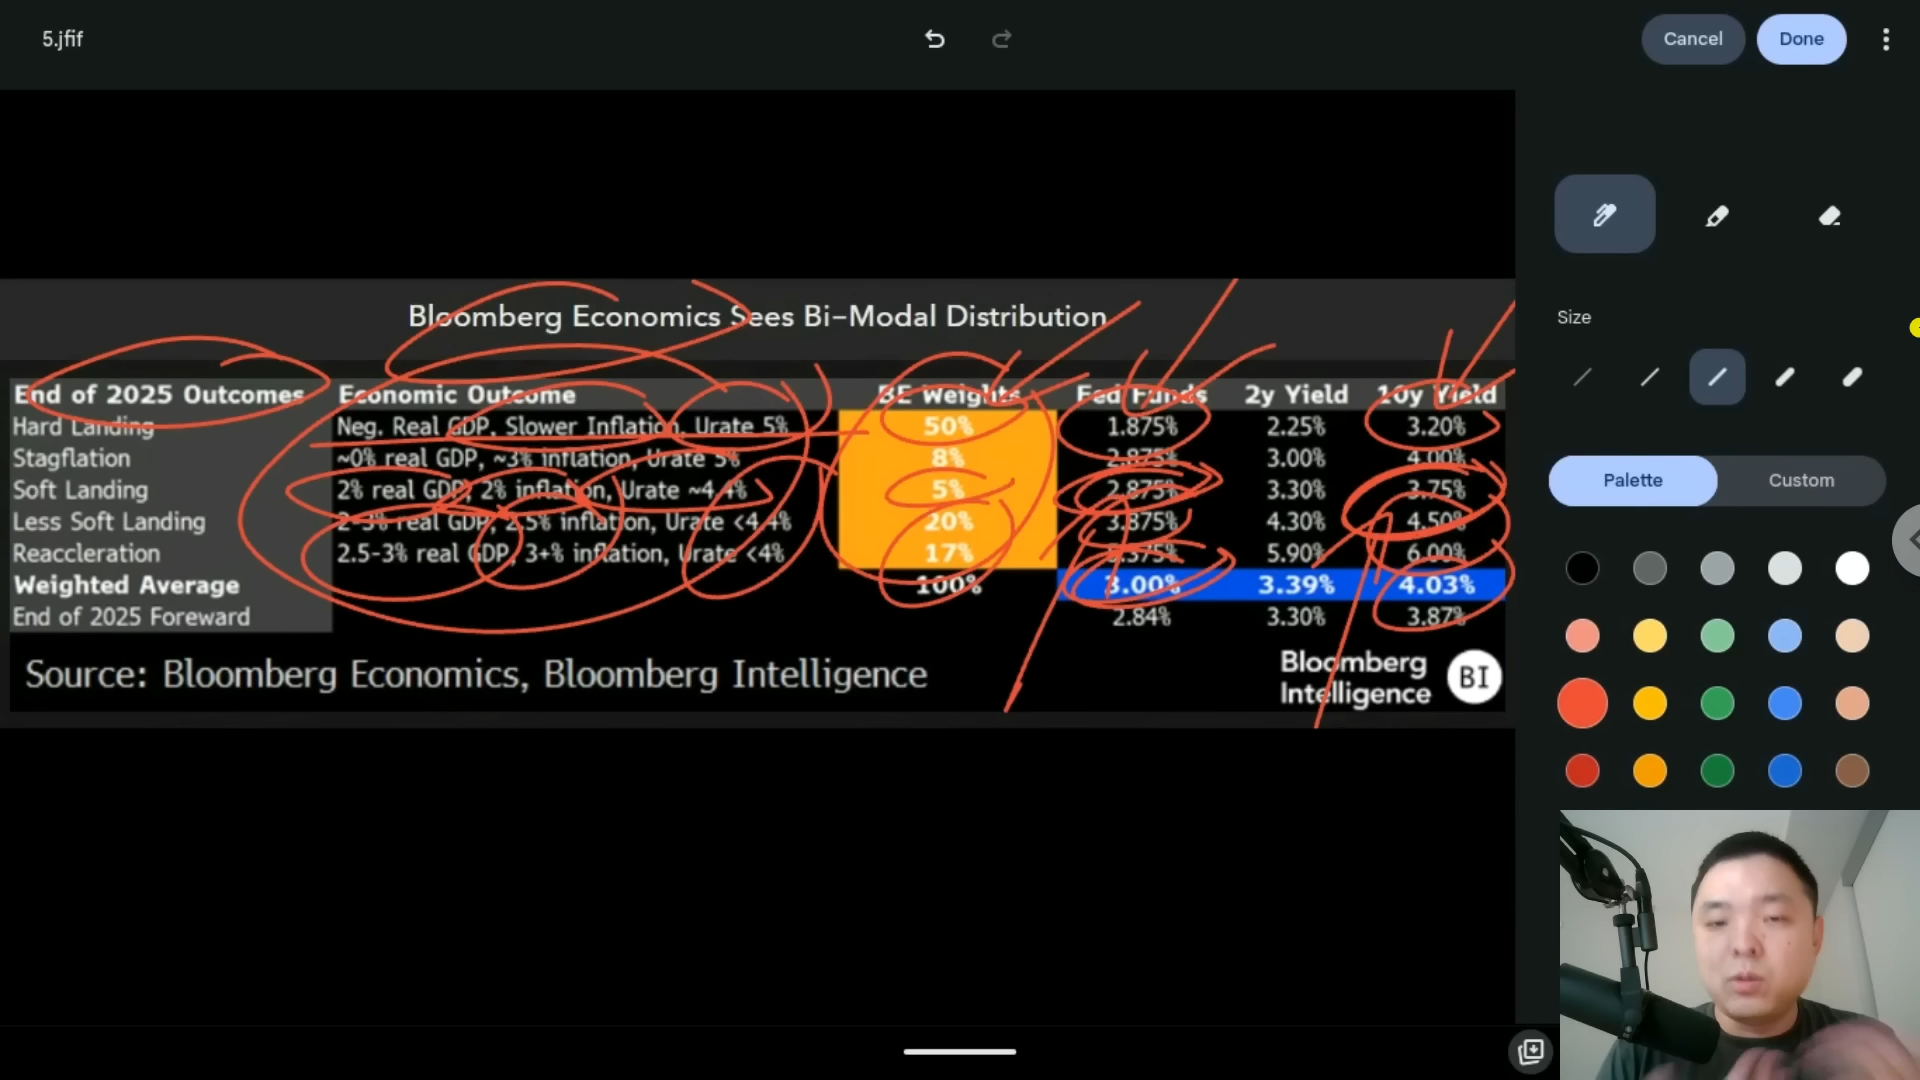 5.jfif
Cancel
Done
Bloomberg Economics Sees Bi-Modal Distribution
End of 2025 Outcomes Economic Outcome BE Weights Fed Funds 2y Yield 10y Yield
Hard Landing Neg. Real GDP, Slower Inflation, Urate 5% 50% 1.875% 2.25% 3.20%
Stagflation ~0% real GDP, ~3% inflation, Urate 5% 8% 2.875% 3.00% 4.00%
Soft Landing 2% real GDP, 2% inflation, Urate ~4.4% 5% 2.875% 3.30% 3.75%
Less Soft Landing 2-3% real GDP, 2.5% inflation, Urate <4.4% 20% 3.875% 4.30% 4.50%
Reaccleration 2.5-3% real GDP, 3+% inflation, Urate <4% 17% 5.90% 6.00%
Weighted Average 100% 3.00% 3.39% 4.03%
End of 2025 Foreward 2.84% 3.30% 3.87%
Source: Bloomberg Economics, Bloomberg Intelligence
Bloomberg
Intelligence
BI
Size
Palette
Custom